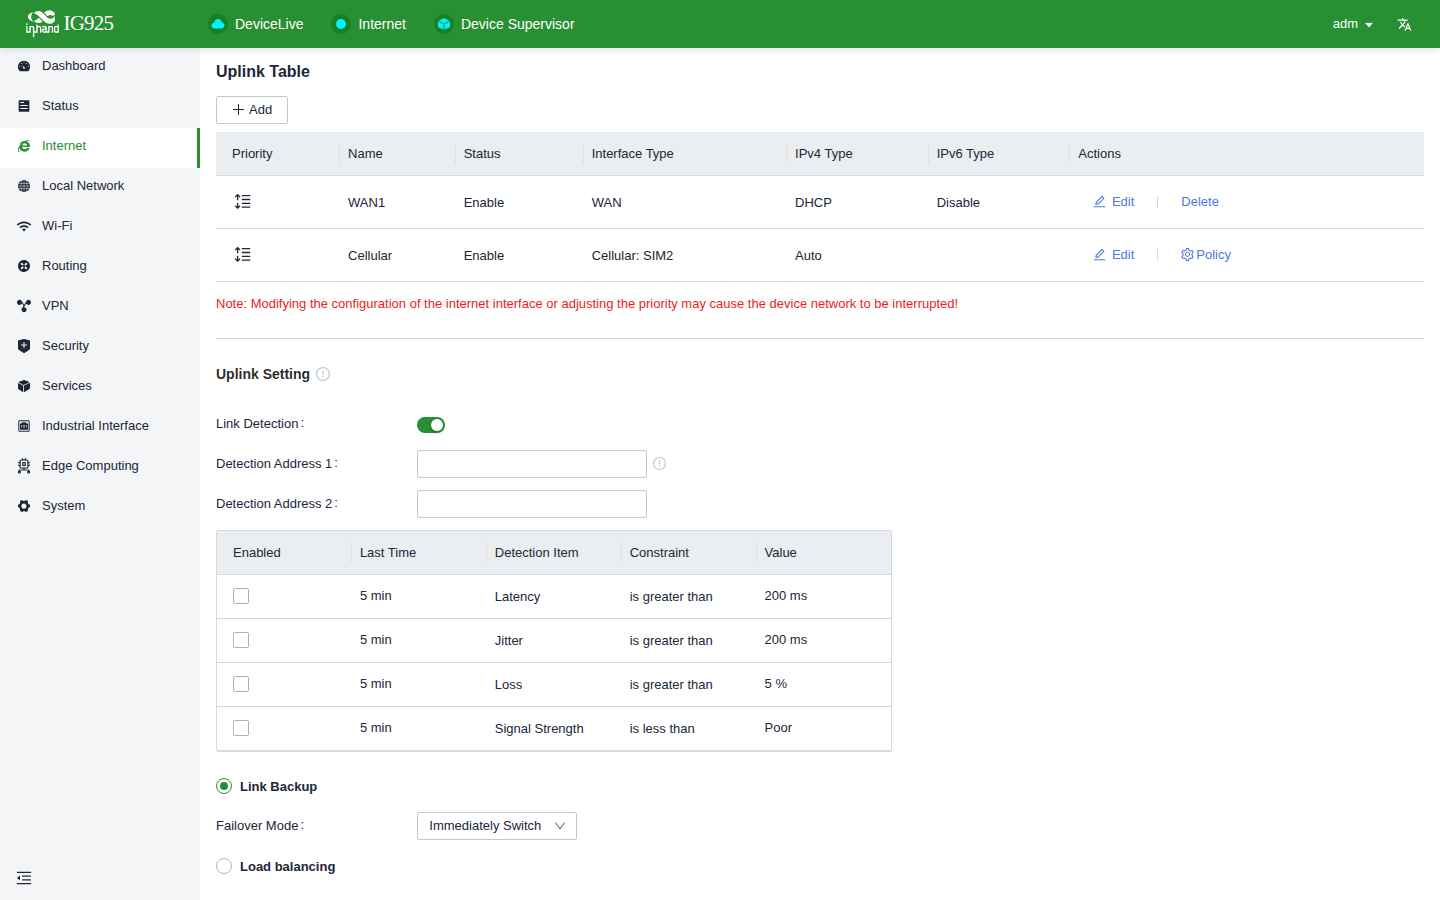 inhand IG925
DeviceLive
Internet
Device Supervisor
adm
Dashboard
Status
Internet
Local Network
Wi-Fi
Routing
VPN
Security
Services
Industrial Interface
Edge Computing
System
Uplink Table
Add
Priority Name Status Interface Type IPv4 Type IPv6 Type Actions
WAN1 Enable WAN DHCP Disable Edit Delete
Cellular Enable Cellular: SIM2 Auto Edit Policy
Note: Modifying the configuration of the internet interface or adjusting the priority may cause the device network to be interrupted!
Uplink Setting
Link Detection:
Detection Address 1:
Detection Address 2:
Enabled Last Time Detection Item Constraint Value
5 min Latency is greater than 200 ms
5 min Jitter is greater than 200 ms
5 min Loss is greater than 5 %
5 min Signal Strength is less than Poor
Link Backup
Failover Mode: Immediately Switch
Load balancing